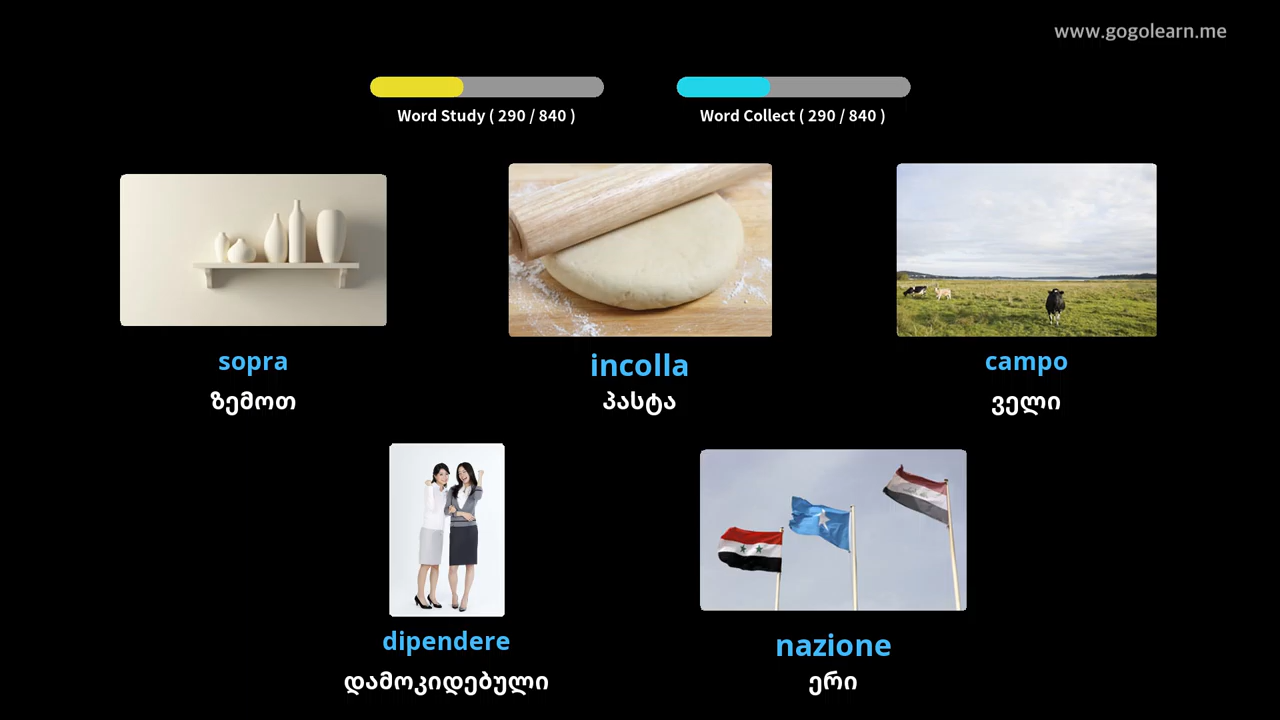 www.gogolearn.me
Word Study ( 290 / 840 )
Word Collect ( 290 / 840 )
sopra
ზემოთ
incolla
პასტა
campo
ველი
dipendere
დამოკიდებული
nazione
ერი